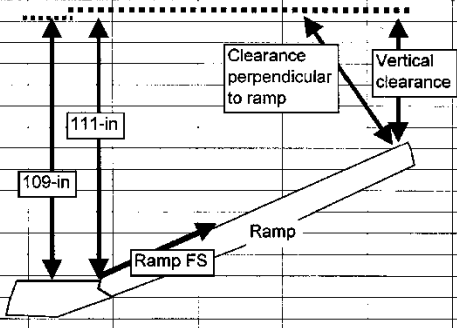 Clearance
perpendicular
to ramp
Vertical
clearance
111-in
109-in
Ramp
Ramp FS